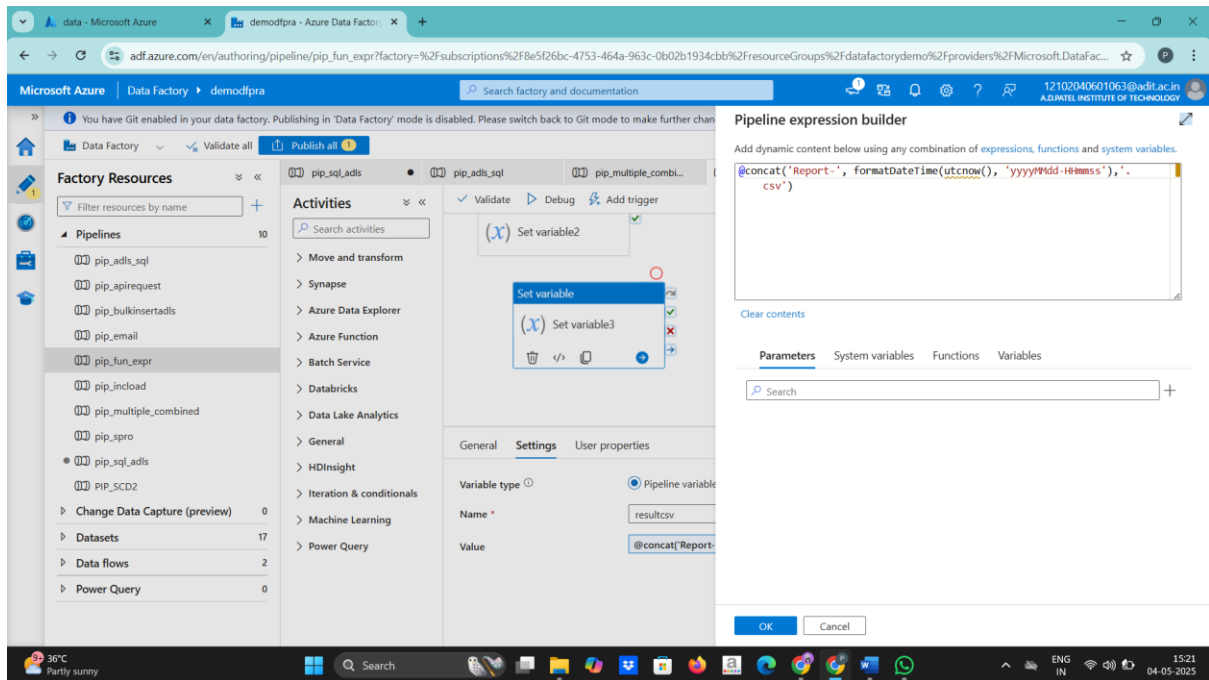 data - Microsoft Azure
demodfpra - Azure Data Factor
adf.azure.com/en/authoring/pipeline/pip_fun_expr?factory=%2Fsubscriptions%2F8e5f26bc-4753-464a-963c-0b02b1934cbb%2FresourceGroups%2Fdatafactorydemo%2Fproviders%2FMicrosoft.DataFac...
P
Microsoft Azure
Data Factory
demodfpra
Search factory and documentation
12102040601063@adit.ac.in
A.D.PATEL INSTITUTE OF TECHNOLOGY
You have Git enabled in your data factory. Publishing in 'Data Factory' mode is disabled. Please switch back to Git mode to make further chan
Data Factory
Validate all
Publish all 1
1
Factory Resources
Filter resources by name
Pipelines 10
pip_adls_sql
pip_apirequest
pip_bulkinsertadls
pip_email
pip_fun_expr
pip_incload
pip_multiple_combined
pip_spro
pip_sql_adls
PIP_SCD2
Change Data Capture (preview) 0
Datasets 17
Data flows 2
Power Query 0
pip_sql_adls
pip_adls_sql
pip_multiple_combi...
Activities
Search activities
Move and transform
Synapse
Azure Data Explorer
Azure Function
Batch Service
Databricks
Data Lake Analytics
General
HDInsight
Iteration & conditionals
Machine Learning
Power Query
Validate
Debug
Add trigger
(x) Set variable2
Set variable
(x) Set variable3
General
Settings
User properties
Variable type
Pipeline variable
Name *
resultcsv
Value
@concat('Report-
Pipeline expression builder
Add dynamic content below using any combination of expressions, functions and system variables.
@concat('Report-', formatDateTime(utcnow(), 'yyyyMMdd-HHmmss'),'.
csv')
Clear contents
Parameters
System variables
Functions
Variables
Search
OK
Cancel
9+
36°C
Partly sunny
Search
ENG
IN
15:21
04-05-2025